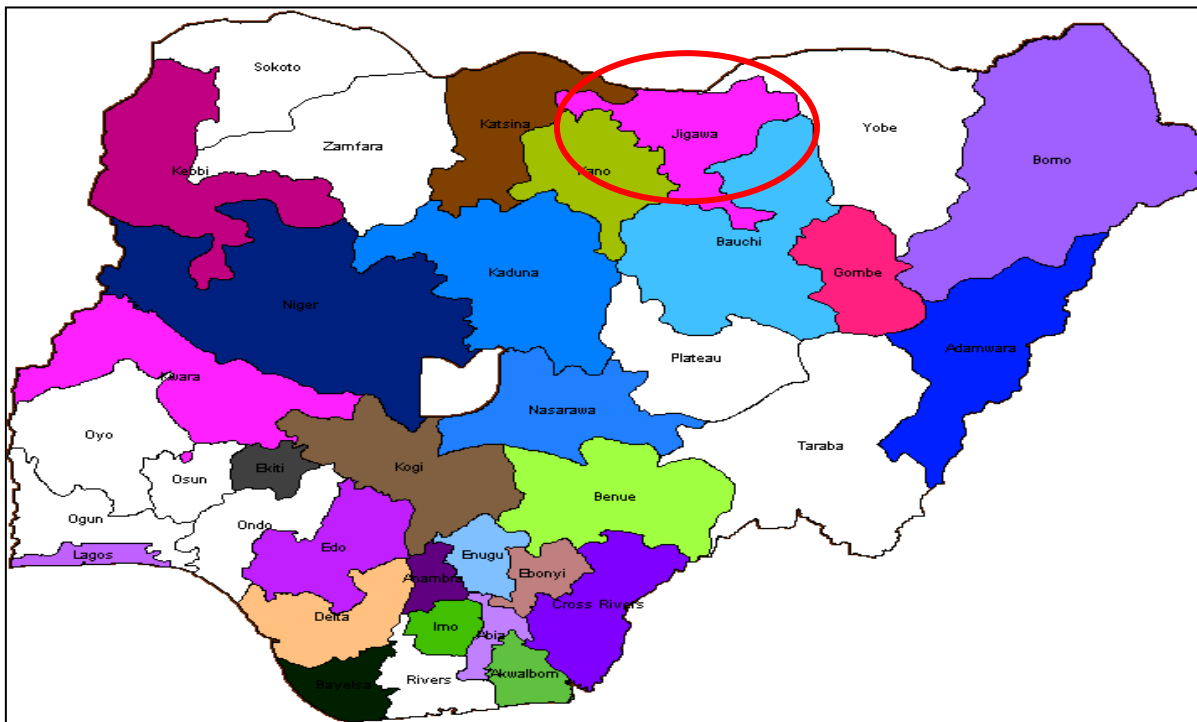 Sokoto
Katsina
Jigawa
Yobe
Borno
Zamfara
Kebbi
Kano
Bauchi
Kaduna
Gombe
Niger
Adamwara
Plateau
Kwara
Nasarawa
Oyo
Taraba
Osun
Ekiti
Kogi
Benue
Ogun
Ondo
Lagos
Edo
Enugu
Anambra
Ebonyi
Cross Rivers
Delta
Imo
Abia
Akwaibom
Rivers
Bayelsa